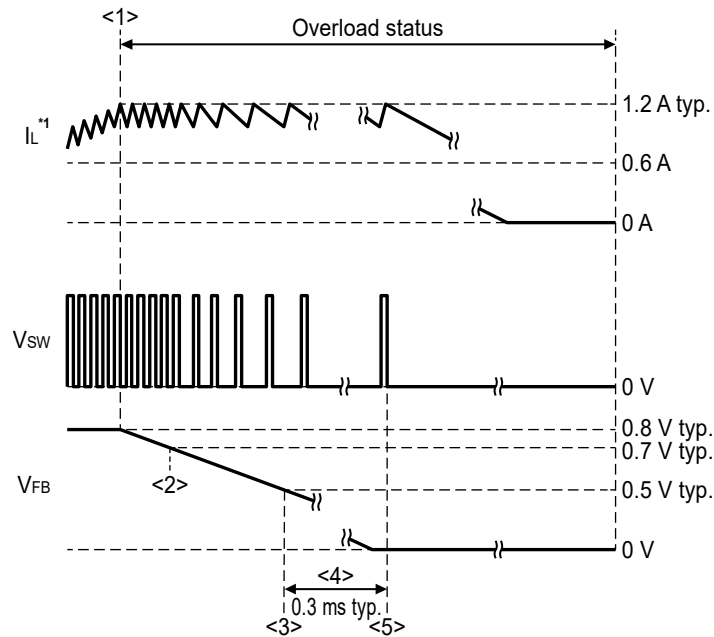 <1>
Overload status
1.2 A typ.
IL*1
0.6 A
0 A
VSW
0 V
0.8 V typ.
0.7 V typ.
<2>
VFB
0.5 V typ.
0 V
<4>
0.3 ms typ.
<3>
<5>